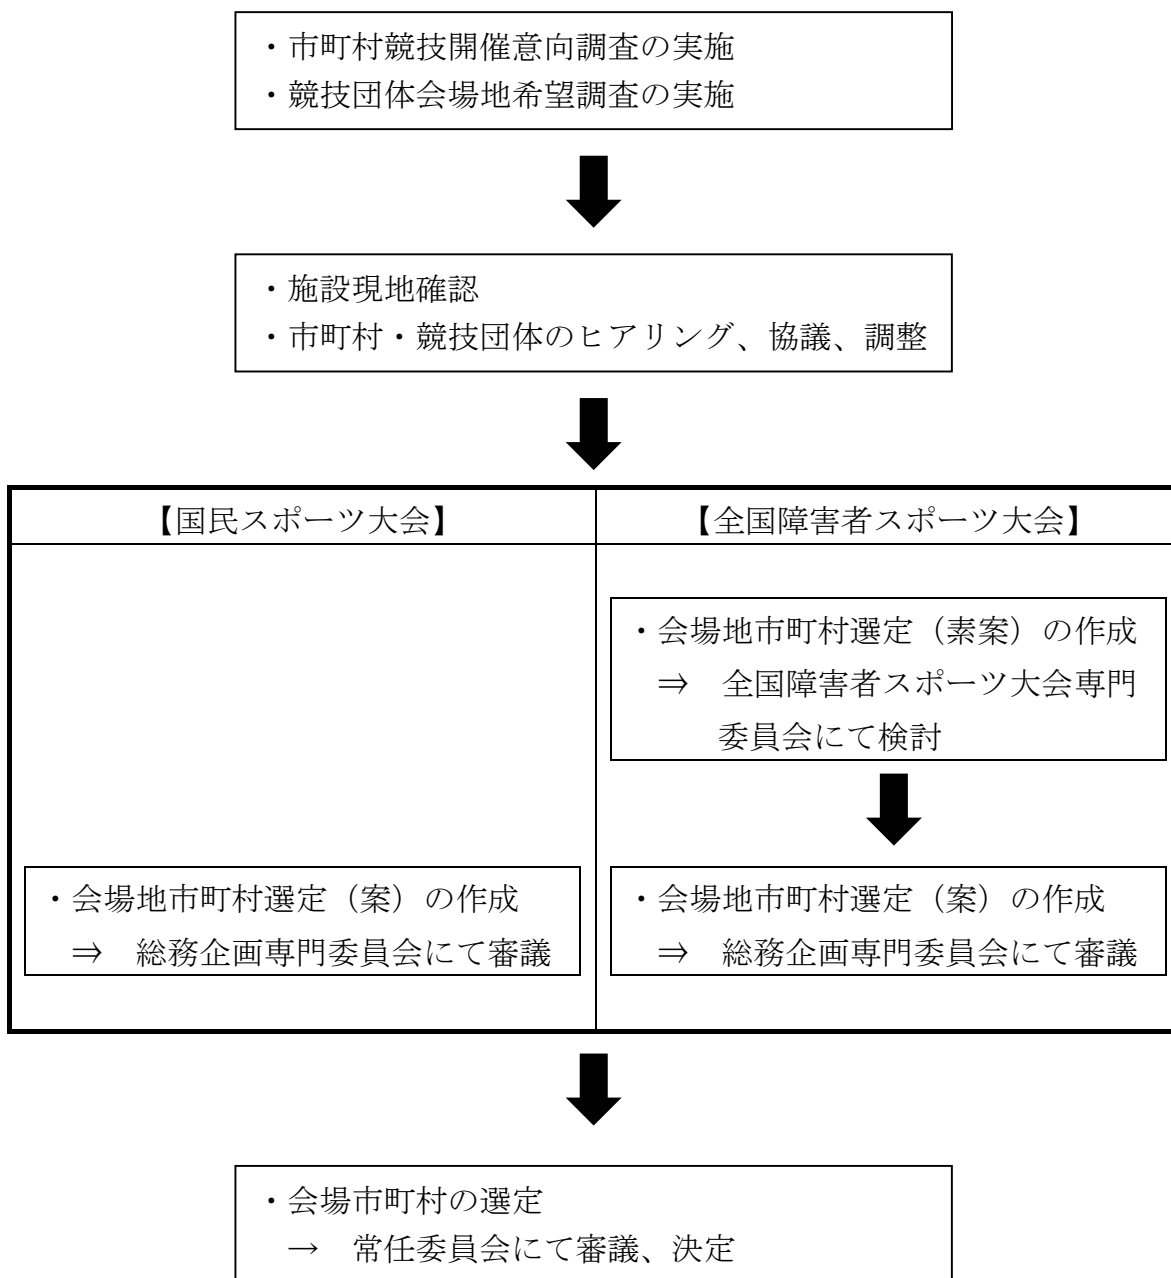 ・市町村競技開催意向調査の実施
・競技団体会場地希望調査の実施
・施設現地確認
・市町村・競技団体のヒアリング、協議、調整
【国民スポーツ大会】
【全国障害者スポーツ大会】
・会場地市町村選定（素案）の作成
⇒　全国障害者スポーツ大会専門
委員会にて検討
・会場地市町村選定（案）の作成
⇒　総務企画専門委員会にて審議
・会場地市町村選定（案）の作成
⇒　総務企画専門委員会にて審議
・会場市町村の選定
→　常任委員会にて審議、決定